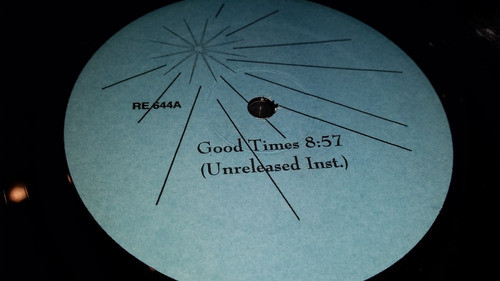 RE 644A
Good Times 8:57
(Unreleased Inst.)